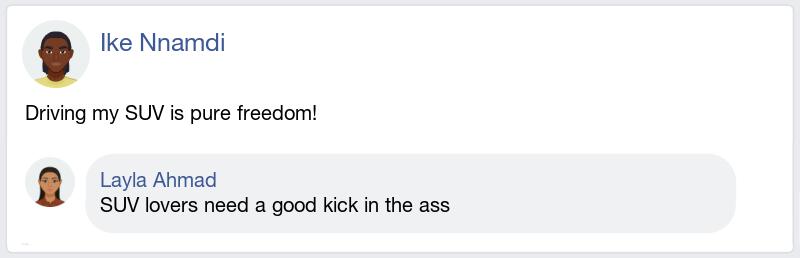 Ike Nnamdi
Driving my SUV is pure freedom!
Layla Ahmad
SUV lovers need a good kick in the ass